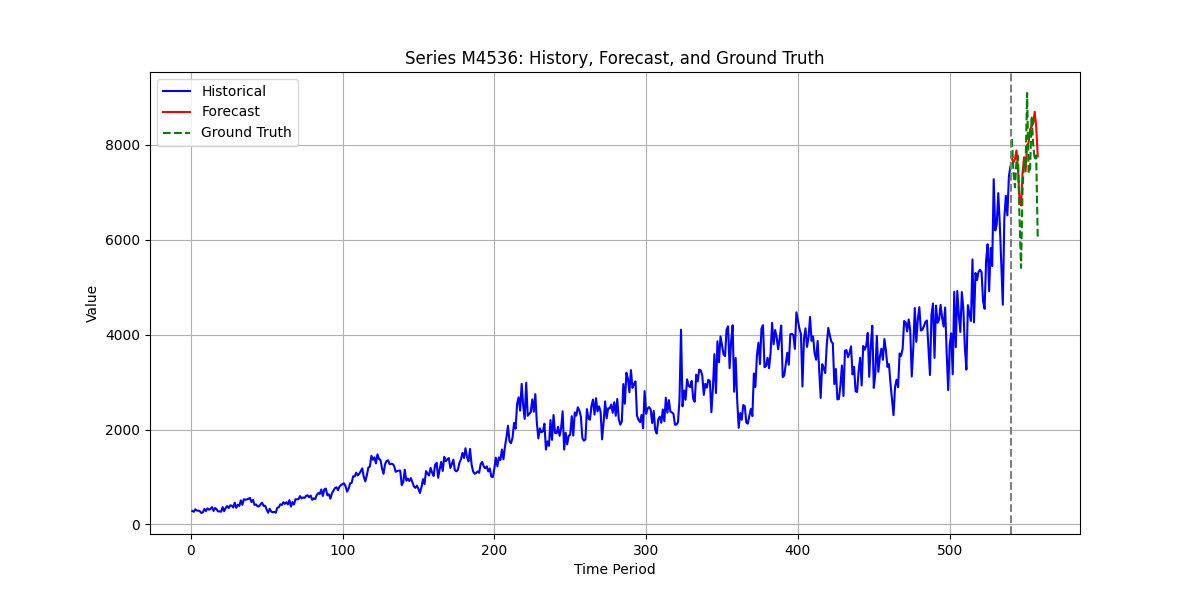 Series M4536: History, Forecast, and Ground Truth
Historical
Forecast
Ground Truth
Value
8000
6000
4000
2000
0
0 100 200 300 400 500
Time Period